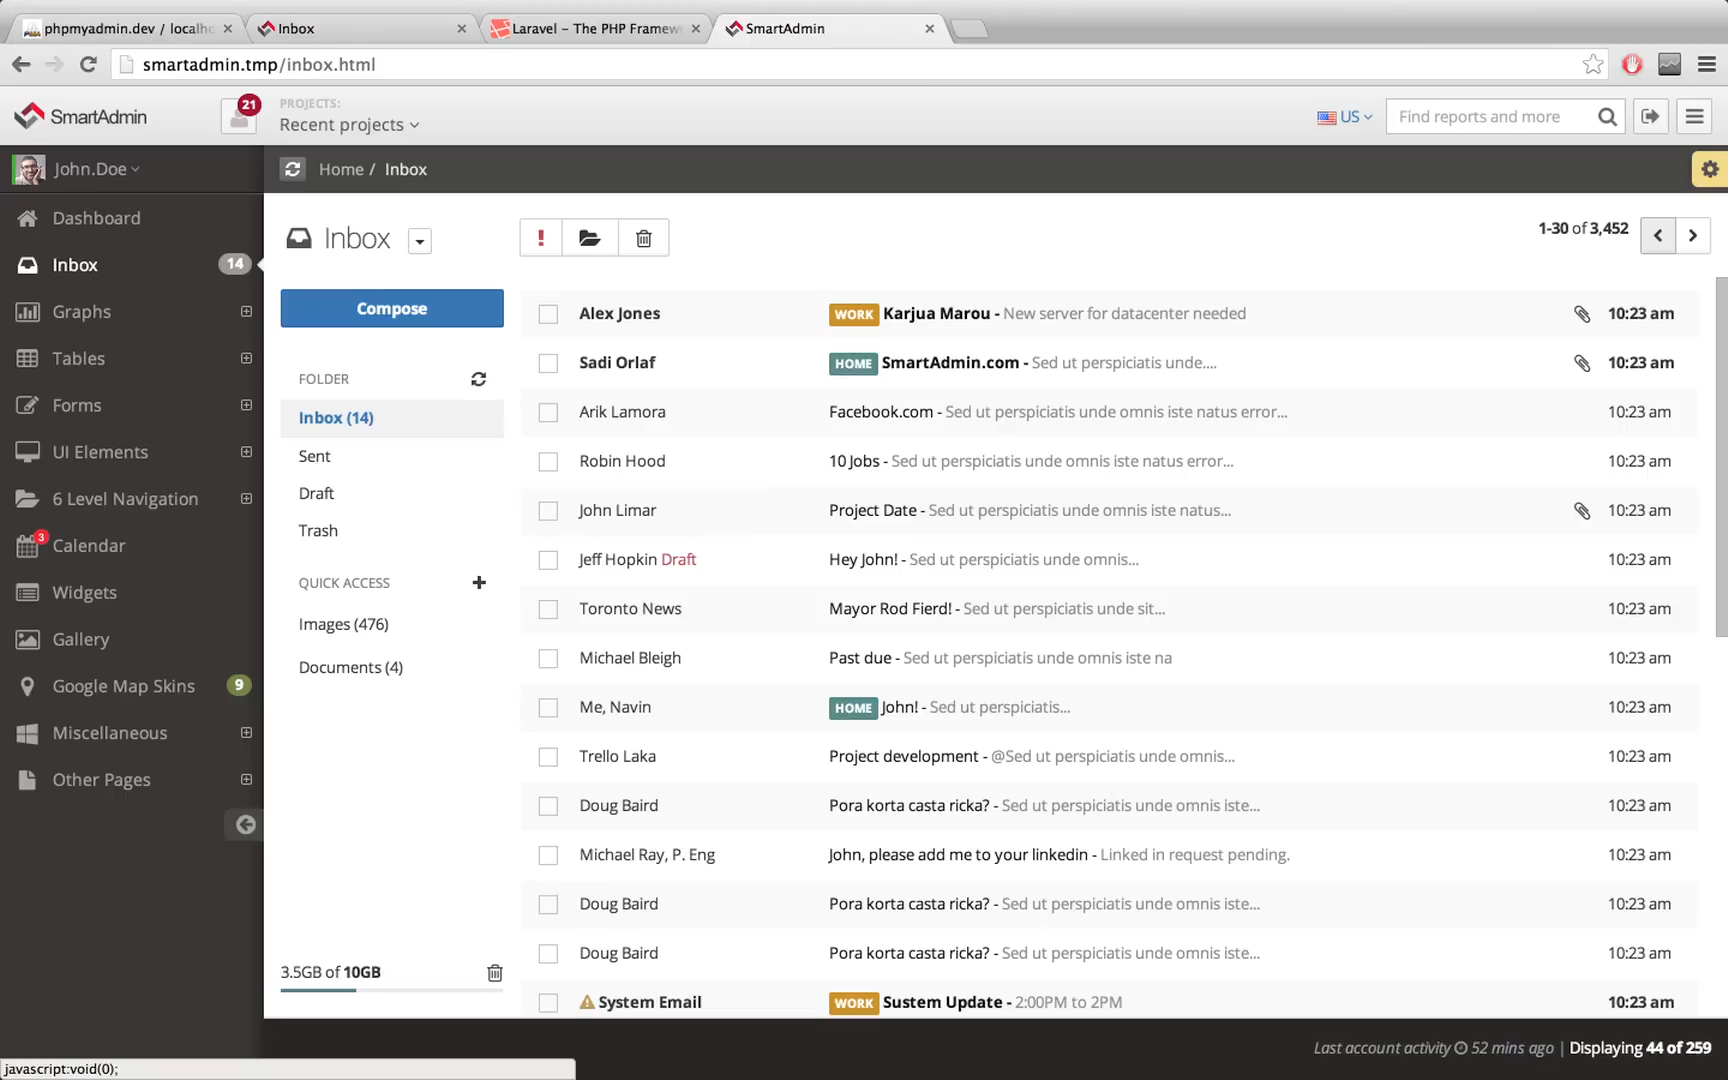 phpmyadmin.dev / localho
Inbox
Laravel – The PHP Framew
SmartAdmin
smartadmin.tmp/inbox.html
SmartAdmin
21
PROJECTS:
Recent projects
US
Find reports and more
John.Doe
Home / Inbox
Dashboard
Inbox 14
Graphs
Tables
Forms
UI Elements
6 Level Navigation
3
Calendar
Widgets
Gallery
Google Map Skins 9
Miscellaneous
Other Pages
Inbox
1-30 of 3,452
Compose
FOLDER
Inbox (14)
Sent
Draft
Trash
QUICK ACCESS
Images (476)
Documents (4)
3.5GB of 10GB
Alex Jones WORK Karjua Marou - New server for datacenter needed 10:23 am
Sadi Orlaf HOME SmartAdmin.com - Sed ut perspiciatis unde.... 10:23 am
Arik Lamora Facebook.com - Sed ut perspiciatis unde omnis iste natus error... 10:23 am
Robin Hood 10 Jobs - Sed ut perspiciatis unde omnis iste natus error... 10:23 am
John Limar Project Date - Sed ut perspiciatis unde omnis iste natus... 10:23 am
Jeff Hopkin Draft Hey John! - Sed ut perspiciatis unde omnis... 10:23 am
Toronto News Mayor Rod Fierd! - Sed ut perspiciatis unde sit... 10:23 am
Michael Bleigh Past due - Sed ut perspiciatis unde omnis iste na 10:23 am
Me, Navin HOME John! - Sed ut perspiciatis... 10:23 am
Trello Laka Project development - @Sed ut perspiciatis unde omnis... 10:23 am
Doug Baird Pora korta casta ricka? - Sed ut perspiciatis unde omnis iste... 10:23 am
Michael Ray, P. Eng John, please add me to your linkedin - Linked in request pending. 10:23 am
Doug Baird Pora korta casta ricka? - Sed ut perspiciatis unde omnis iste... 10:23 am
Doug Baird Pora korta casta ricka? - Sed ut perspiciatis unde omnis iste... 10:23 am
System Email WORK Sustem Update - 2:00PM to 2PM 10:23 am
Last account activity 52 mins ago | Displaying 44 of 259
javascript:void(0);